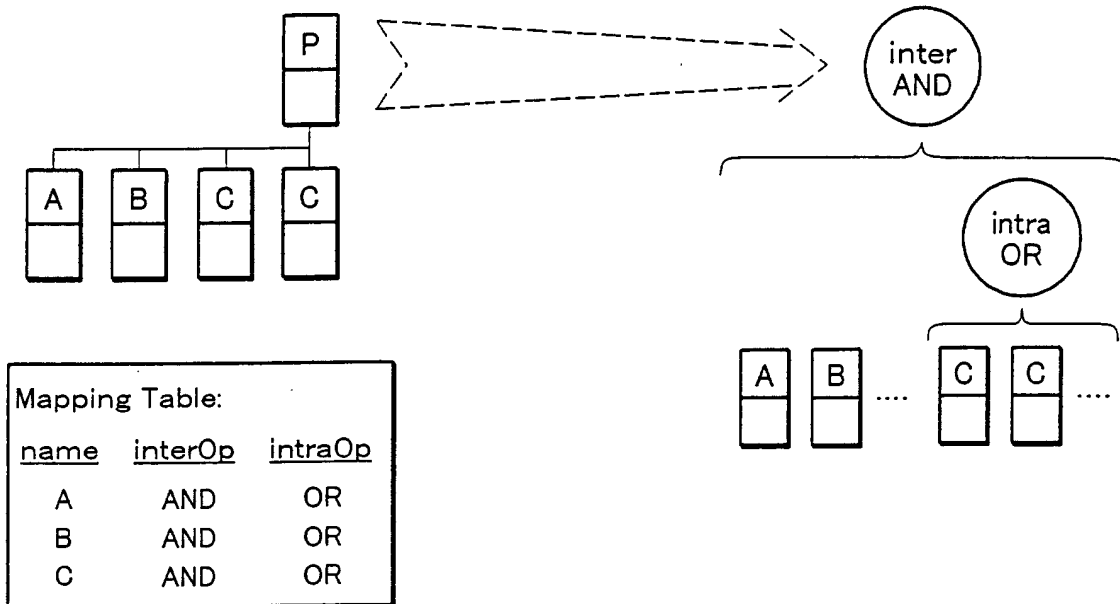 P
A B C C
inter
AND
intra
OR
A B .... C C ....
Mapping Table:
name interOp intraOp
A AND OR
B AND OR
C AND OR